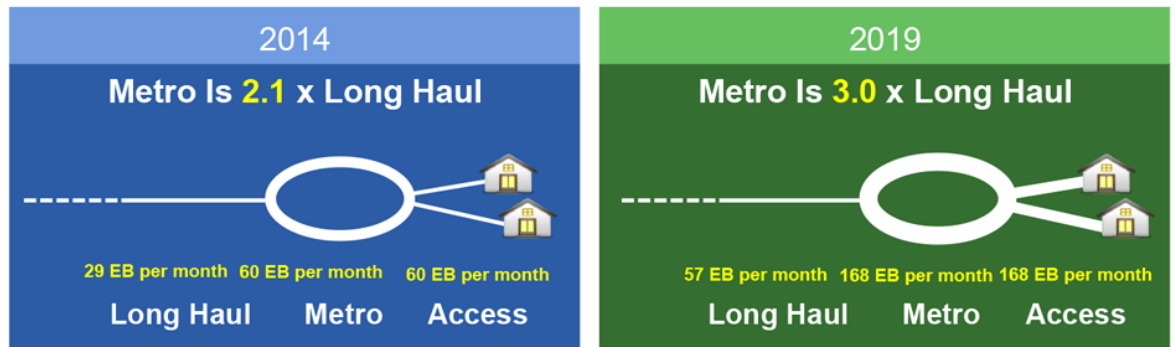 2014
Metro Is 2.1 x Long Haul
29 EB per month 60 EB per month 60 EB per month
Long Haul Metro Access
2019
Metro Is 3.0 x Long Haul
57 EB per month 168 EB per month 168 EB per month
Long Haul Metro Access